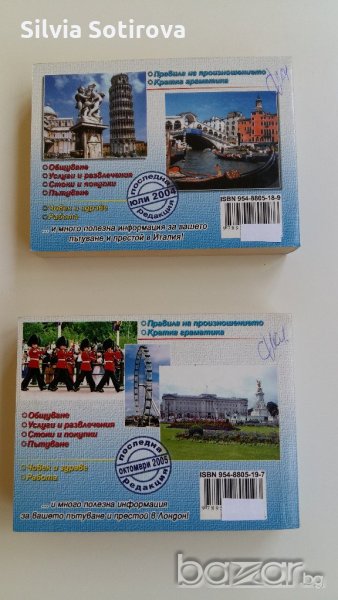 Silvia Sotirova
Правила на произношението
Кратка граматика
Общуване
Услуги и развлечения
Стоки и покупки
Пътуване
Човек и здраве
Работа
ПОСЛЕДНА
ЮЛИ 2004
РЕДАКЦИЯ
ISBN 954-8805-18-9
... и много полезна информация за вашето
пътуване и престой в Италия!
Правила на произношението
Кратка граматика
Общуване
Услуги и развлечения
Стоки и покупки
Пътуване
Човек и здраве
Работа
ПОСЛЕДНА
ОКТОМВРИ 2005
РЕДАКЦИЯ
ISBN 954-8805-19-7
... и много полезна информация
за вашето пътуване и престой в Лондон!
bazar.bg